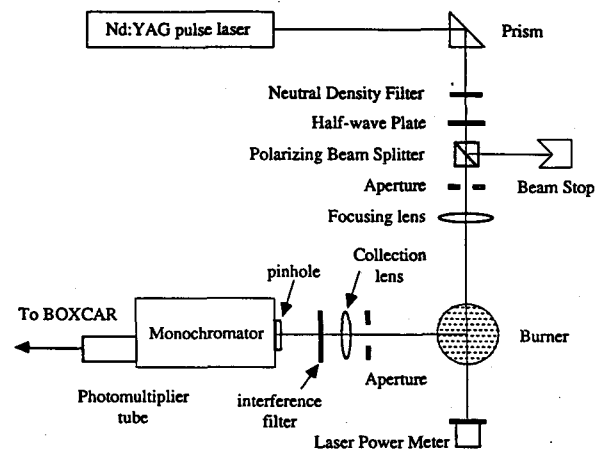 Nd:YAG pulse laser
Prism
Neutral Density Filter
Half-wave Plate
Polarizing Beam Splitter
Aperture
Beam Stop
Focusing lens
Collection
lens
pinhole
To BOXCAR
Monochromator
Burner
Aperture
Photomultiplier
tube
interference
filter
Laser Power Meter